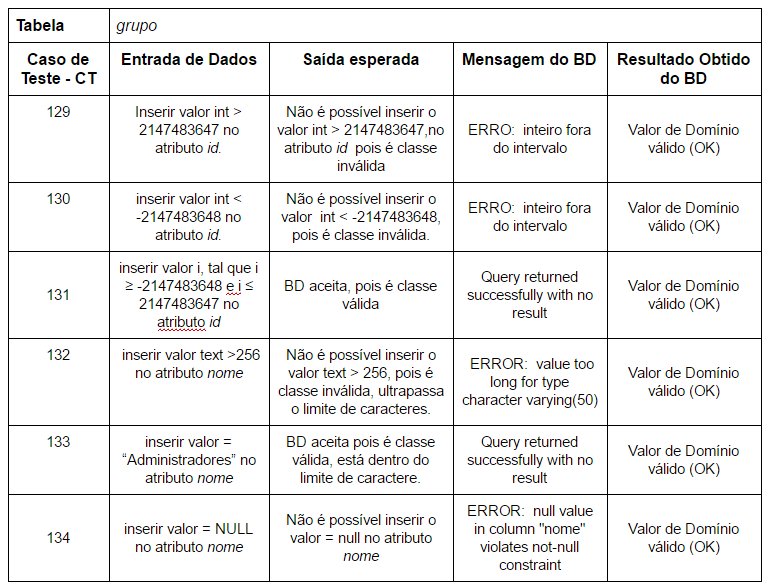 Tabela grupo
Caso de Teste - CT
Entrada de Dados
Saída esperada
Mensagem do BD
Resultado Obtido do BD
129
Inserir valor int >
2147483647 no
atributo id.
Não é possível inserir o
valor int > 2147483647,no
atributo id pois é classe
inválida
ERRO: inteiro fora
do intervalo
Valor de Domínio
válido (OK)
130
inserir valor int <
-2147483648 no
atributo id.
Não é possível inserir o
valor int < -2147483648,
pois é classe inválida.
ERRO: inteiro fora
do intervalo
Valor de Domínio
válido (OK)
131
inserir valor i, tal que i
≥ -2147483648 e i ≤
2147483647 no
atributo id
BD aceita, pois é classe
válida
Query returned
successfully with no
result
Valor de Domínio
válido (OK)
132
inserir valor text >256
no atributo nome
Não é possível inserir o
valor text > 256, pois é
classe inválida, ultrapassa
o limite de caracteres.
ERROR: value too
long for type
character varying(50)
Valor de Domínio
válido (OK)
133
inserir valor =
“Administradores” no
atributo nome
BD aceita pois é classe
válida, está dentro do
limite de caractere.
Query returned
successfully with no
result
Valor de Domínio
válido (OK)
134
inserir valor = NULL
no atributo nome
Não é possível inserir o
valor = null no atributo
nome
ERROR: null value
in column "nome"
violates not-null
constraint
Valor de Domínio
válido (OK)